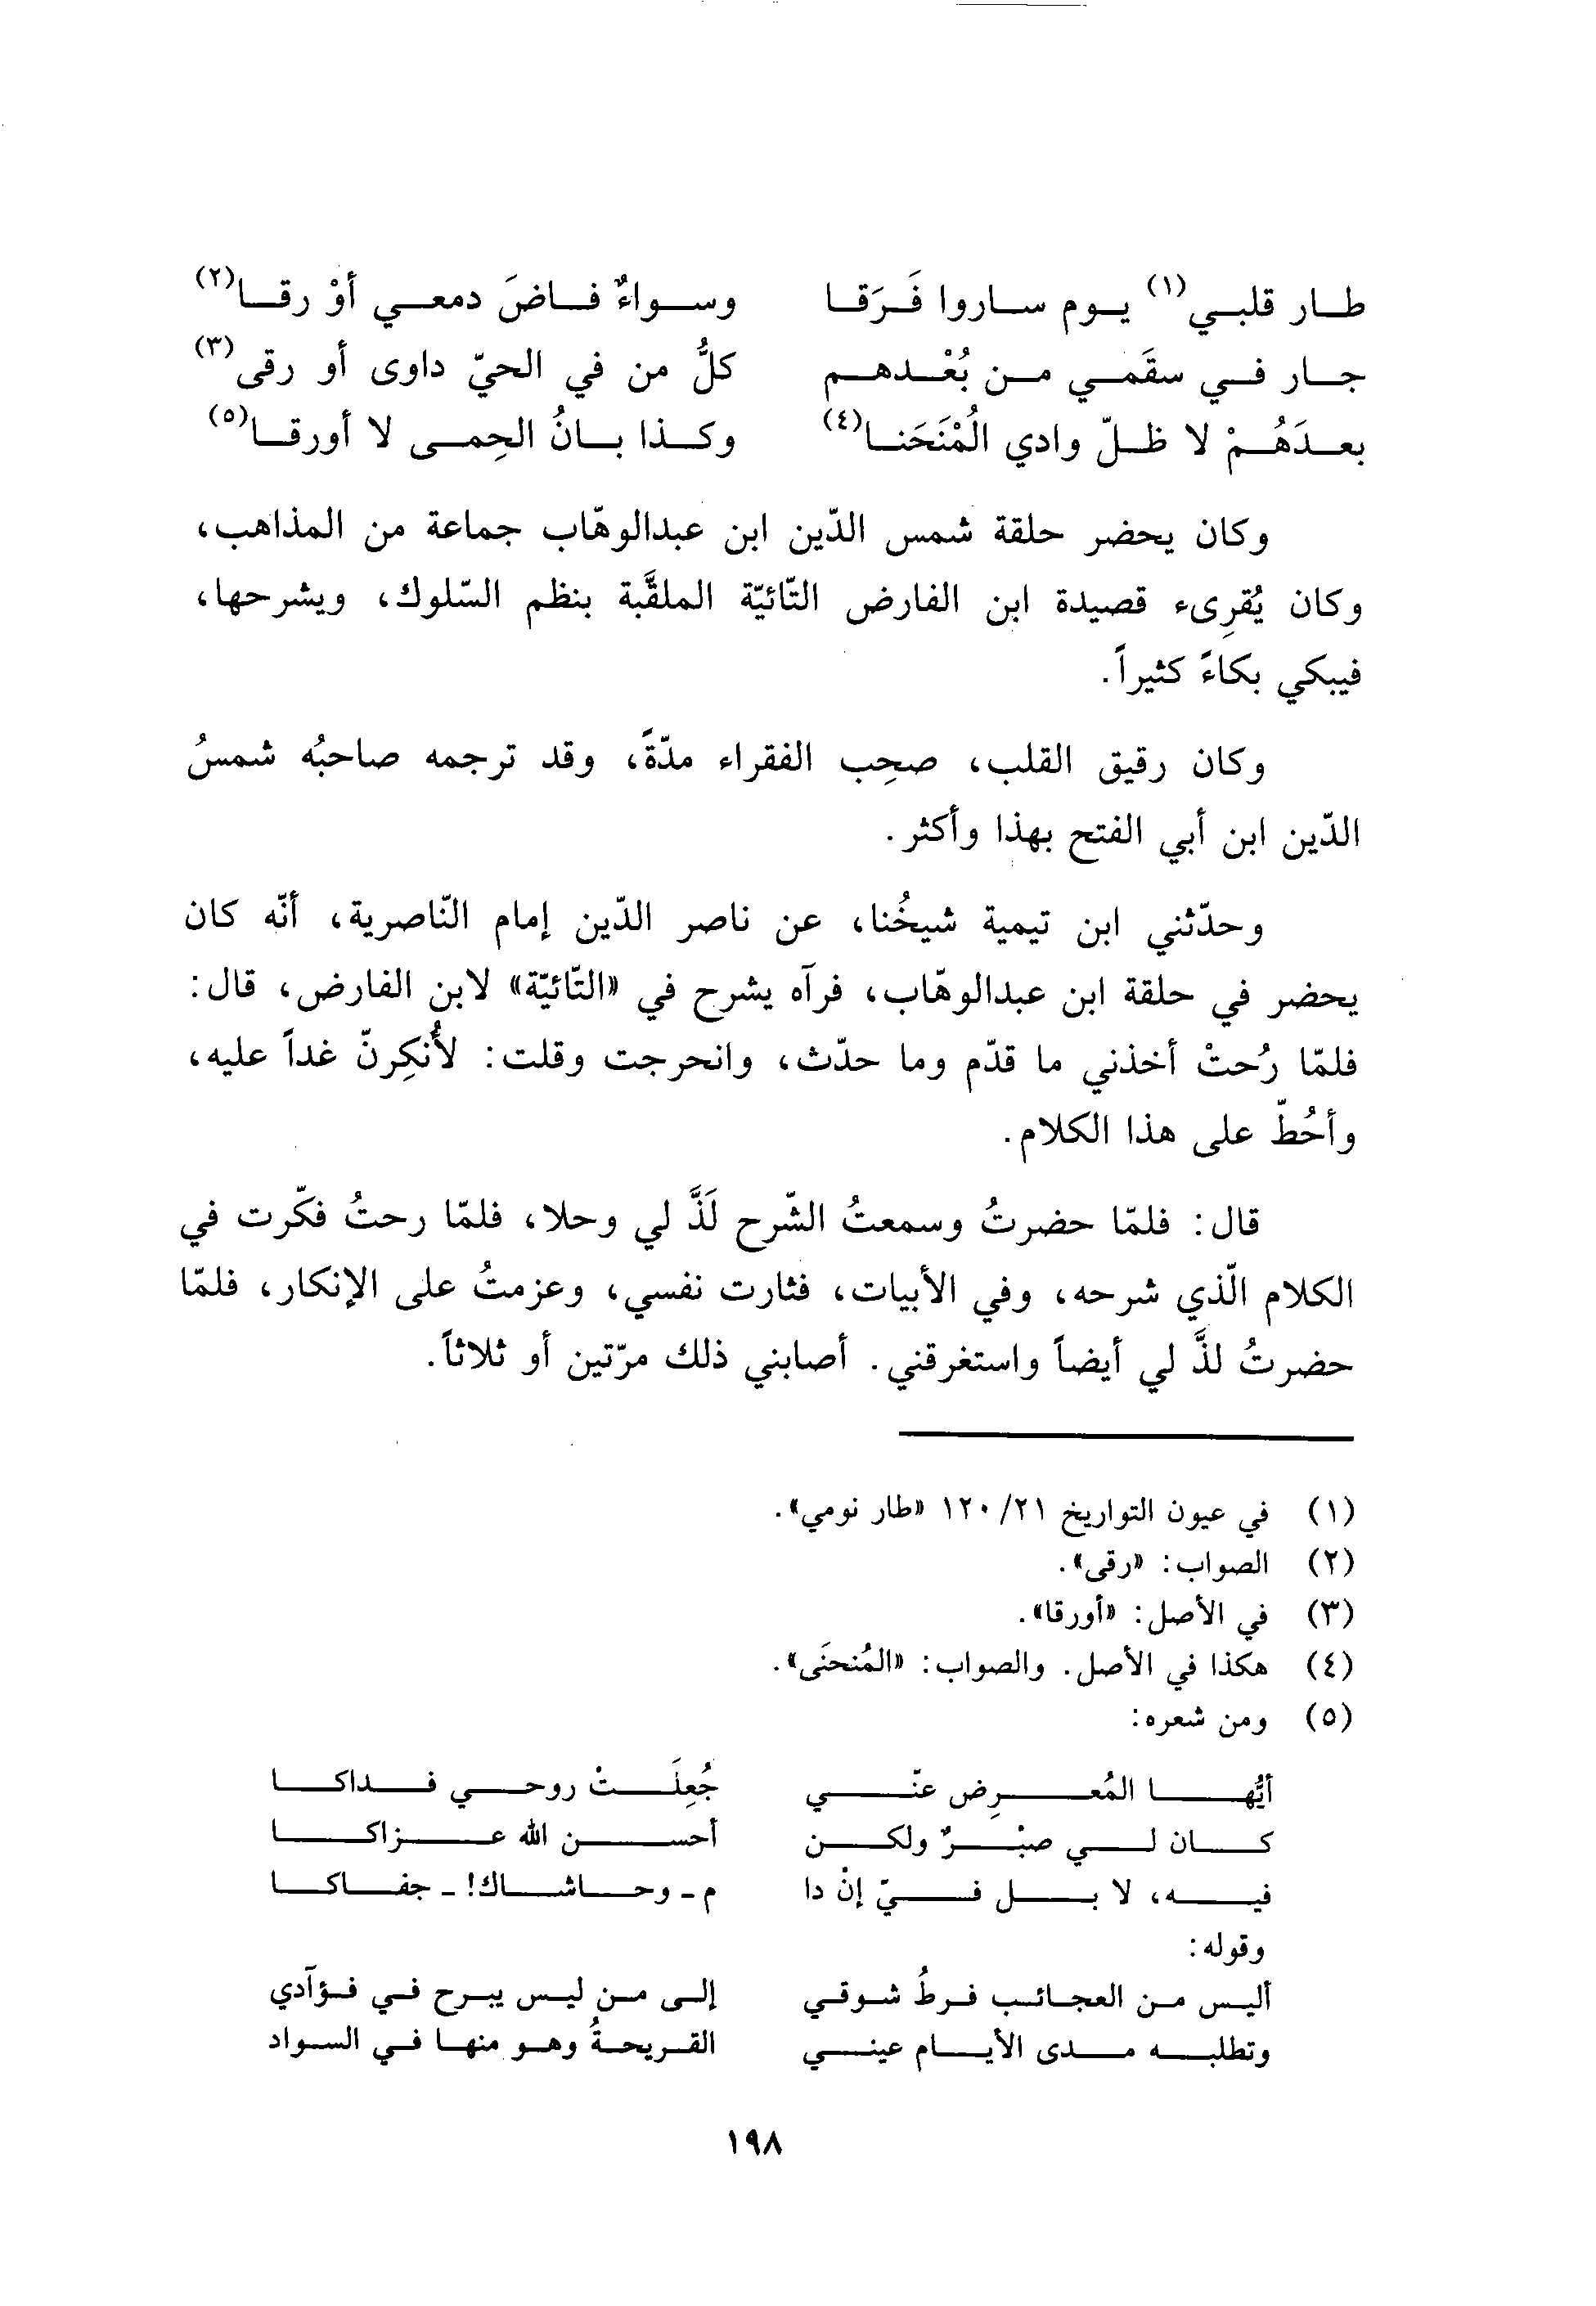 طار قلبي(١) يوم ساروا فَرَقا وسواءٌ فاضَ دمعي أوْ رقا(٢)
جار في سقَمي من بُعْدهم كلُّ من في الحيّ داوى أو رقى(٣)
بعدَهُمْ لا ظلّ وادي الُمْنَحَنا(٤) وكذا بانُ الحِمى لا أورقا(٥)
وكان يحضر حلقة شمس الدّين ابن عبدالوهّاب جماعة من المذاهب،
وكان يُقرِىء قصيدة ابن الفارض التّائيّة الملقَّبة بنظم السّلوك، ويشرحها،
فيبكي بكاءً كثيراً.
وكان رقيق القلب، صحِب الفقراء مدّةً، وقد ترجمه صاحبُه شمسُ
الدّين ابن أبي الفتح بهذا وأكثر.
وحدّثني ابن تيمية شيخُنا، عن ناصر الدّين إمام النّاصرية، أنّه كان
يحضر في حلقة ابن عبدالوهّاب، فرآه يشرح في «التّائيّة» لابن الفارض، قال:
فلمّا رُحتْ أخذني ما قدّم وما حدّث، وانحرجت وقلت: لأُنكِرنّ غداً عليه،
وأحُطّ على هذا الكلام.
قال: فلمّا حضرتُ وسمعتُ الشّرح لَذَّ لي وحلا، فلمّا رحتُ فكّرت في
الكلام الّذي شرحه، وفي الأبيات، فثارت نفسي، وعزمتُ على الإنكار، فلمّا
حضرتُ لذَّ لي أيضاً واستغرقني. أصابني ذلك مرّتين أو ثلاثاً.
(١) في عيون التواريخ ١٢٠/٢١ «طار نومي».
(٢) الصواب: «رقى».
(٣) في الأصل: «أورقا».
(٤) هكذا في الأصل. والصواب: «المُنحنَى».
(٥) ومن شعره:
أيُّها المُعرِض عنّي جُعِلَتْ روحي فداكا
كان لي صبْرٌ ولكن أحسن الله عزاكا
فيه، لا بل فيّ إنْ دا م ـ وحاشاك! ـ جفاكا
وقوله:
أليس من العجائب فرطُ شوقي إلى من ليس يبرح في فؤآدي
وتطلبه مدى الأيام عيني القريحةُ وهو منها في السواد
١٩٨